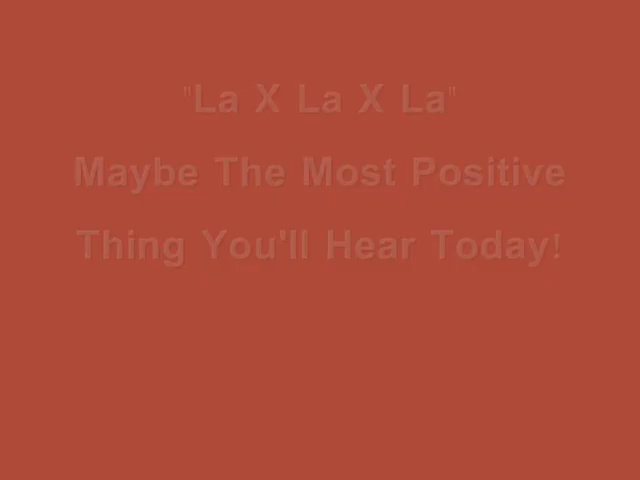 "La X La X La"
Maybe The Most Positive
Thing You'll Hear Today!